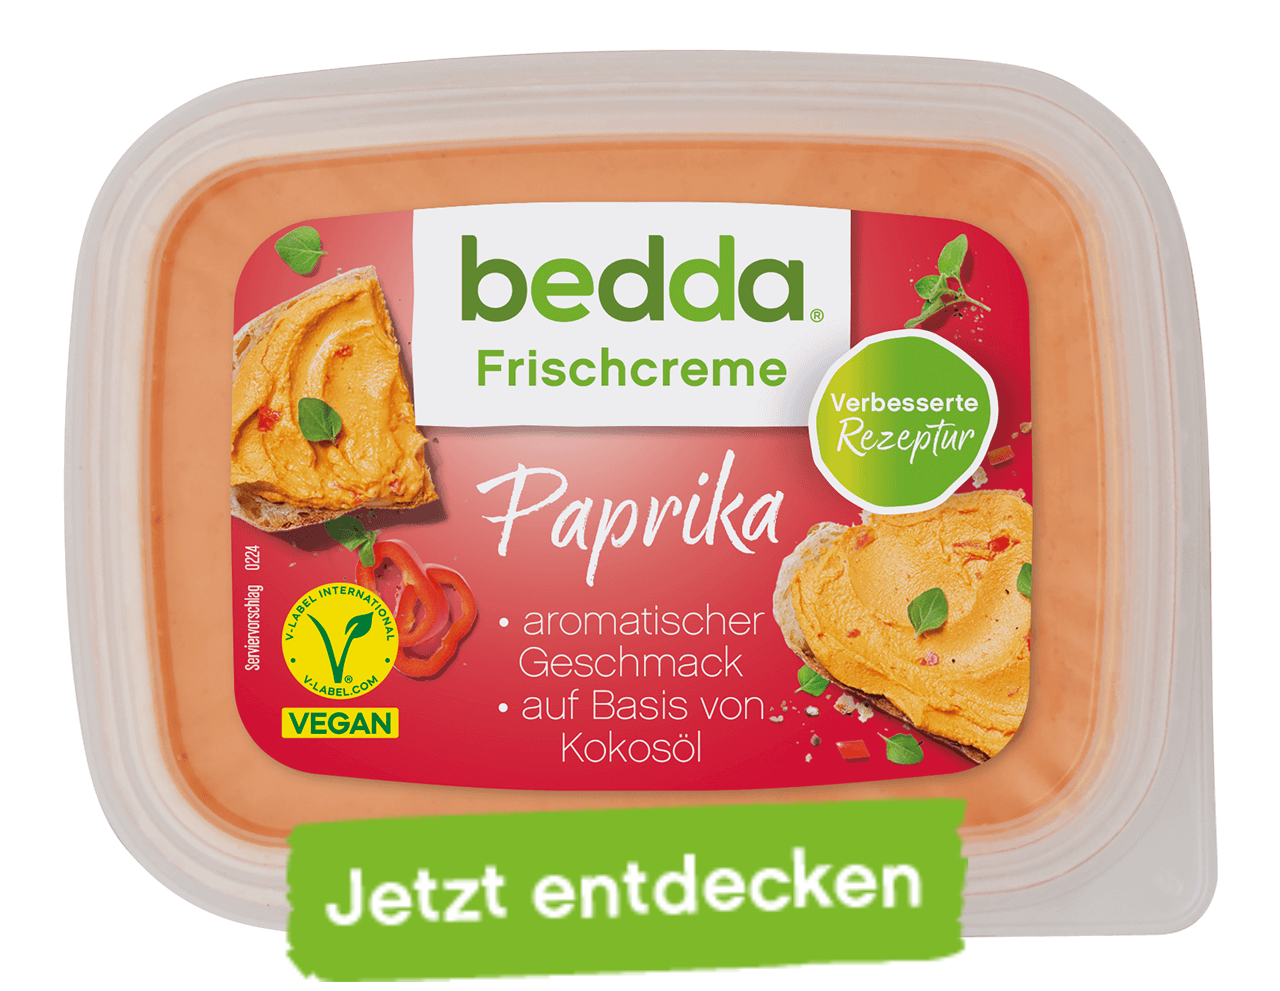 bedda®
Frischcreme
Verbesserte
Rezeptur
Paprika
• aromatischer
Geschmack
• auf Basis von
Kokosöl
Serviervorschlag 0224
V-LABEL INTERNATIONAL
®
V-LABEL.COM
VEGAN
Jetzt entdecken